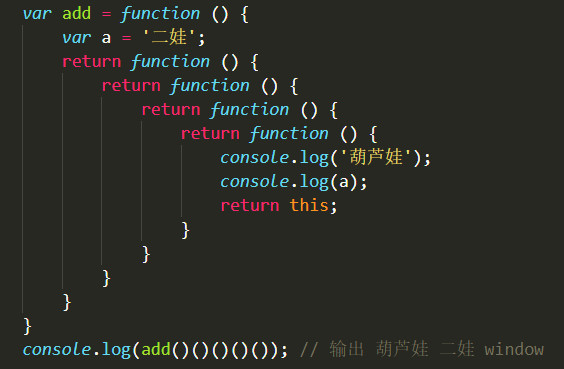 var add = function () {
    var a = '二娃';
    return function () {
        return function () {
            return function () {
                return function () {
                    console.log('葫芦娃');
                    console.log(a);
                    return this;
                }
            }
        }
    }
}
console.log(add()()()()()); // 输出 葫芦娃 二娃 window